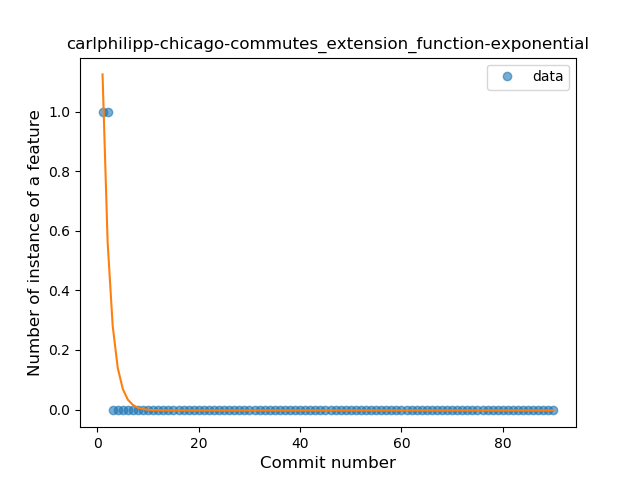 carlphilipp-chicago-commutes_extension_function-exponential
data
Number of instance of a feature
1.0
0.8
0.6
0.4
0.2
0.0
0 20 40 60 80
Commit number